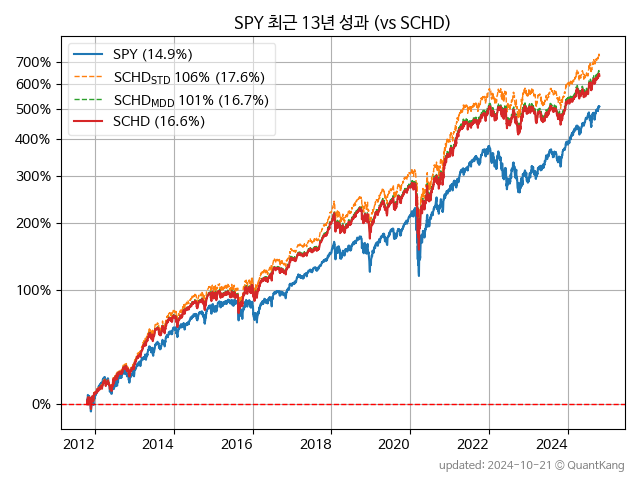 SPY 최근 13년 성과 (vs SCHD)
SPY (14.9%)
SCHD_STD 106% (17.6%)
SCHD_MDD 101% (16.7%)
SCHD (16.6%)
700%
600%
500%
400%
300%
200%
100%
0%
2012 2014 2016 2018 2020 2022 2024
updated: 2024-10-21 © QuantKang